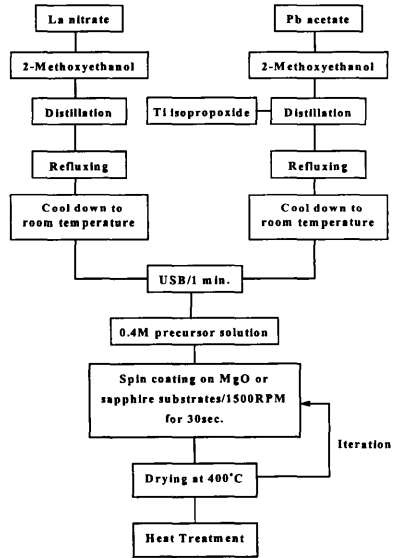 La nitrate
Pb acetate
2-Methoxyethanol
2-Methoxyethanol
Distillation
Ti isopropoxide
Distillation
Refluxing
Refluxing
Cool down to
room temperature
Cool down to
room temperature
USB/1 min.
0.4M precursor solution
Spin coating on MgO or
sapphire substrates/1500RPM
for 30sec.
Iteration
Drying at 400°C
Heat Treatment